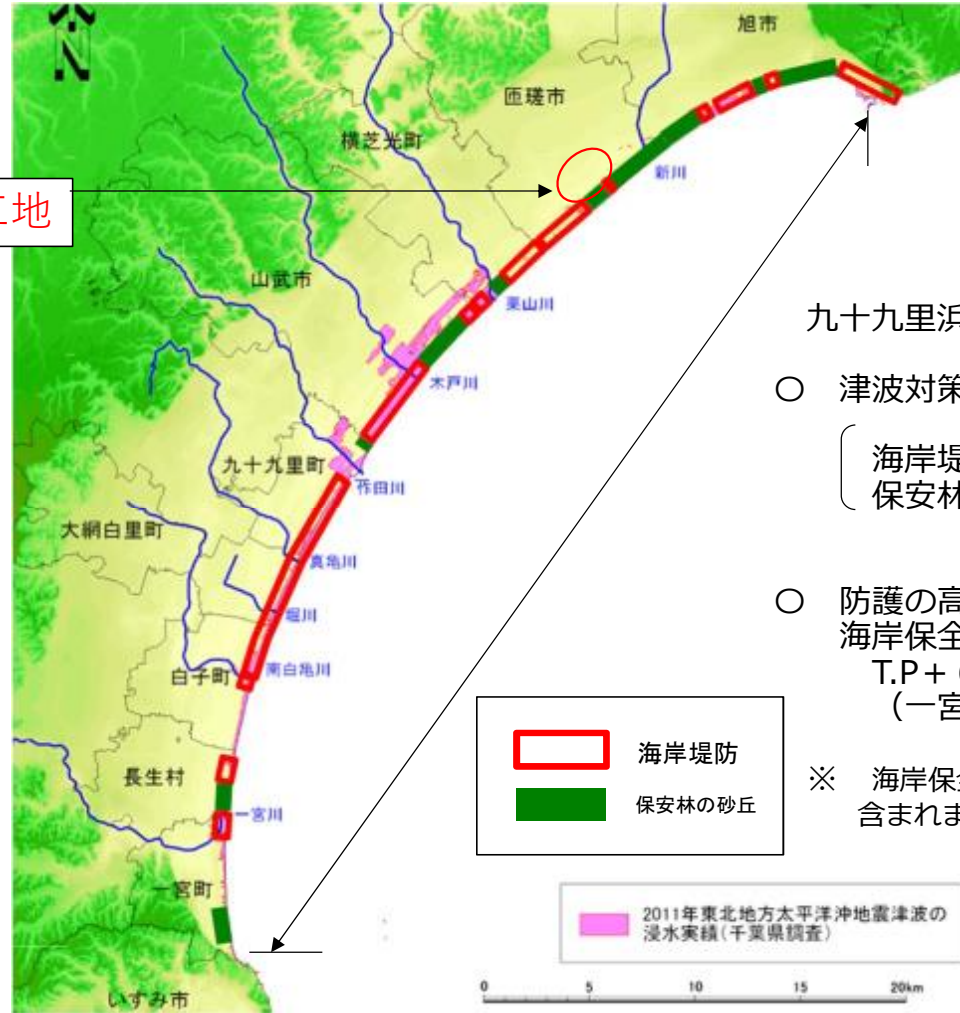 旭市
匝瑳市
横芝光町
新川
工地
山武市
栗山川
九十九里浜
木戸川
〇 津波対策
海岸堤
保安林
九十九里町
作田川
大網白里町
真亀川
〇 防護の高
海岸保全
堀川
T.P+
(一宮
白子町
南白亀川
海岸堤防
保安林の砂丘
長生村
※ 海岸保全
含まれま
一宮川
一宮町
2011年東北地方太平洋沖地震津波の
浸水実績(千葉県調査)
いすみ市
0 5 10 15 20km